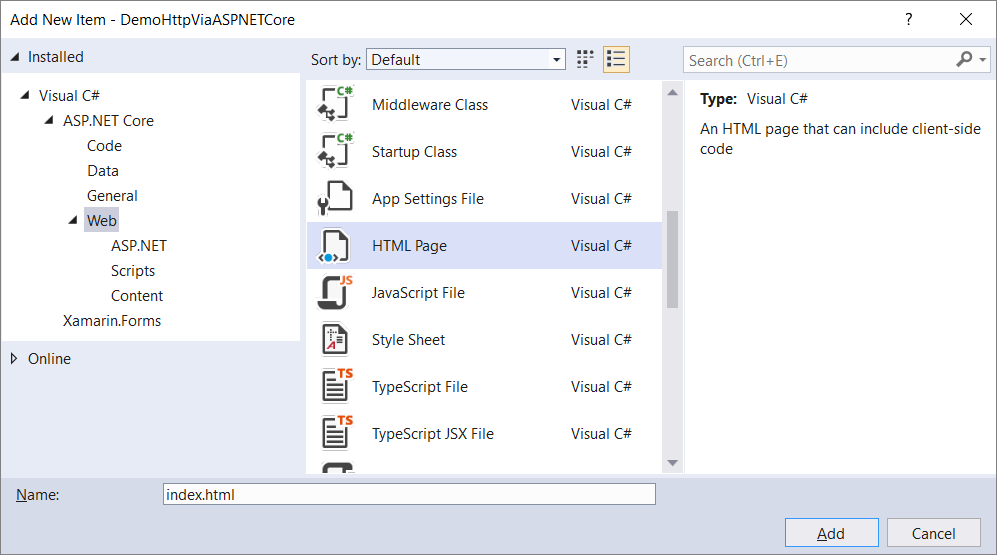 Add New Item - DemoHttpViaASPNETCore
?
Installed
Sort by: Default
Search (Ctrl+E)
Visual C#
ASP.NET Core
Code
Data
General
Web
ASP.NET
Scripts
Content
Xamarin.Forms
Online
C# Middleware Class Visual C#
C# Startup Class Visual C#
App Settings File Visual C#
HTML Page Visual C#
JS JavaScript File Visual C#
A Style Sheet Visual C#
TS TypeScript File Visual C#
TS TypeScript JSX File Visual C#
Type: Visual C#
An HTML page that can include client-side
code
Name: index.html
Add Cancel